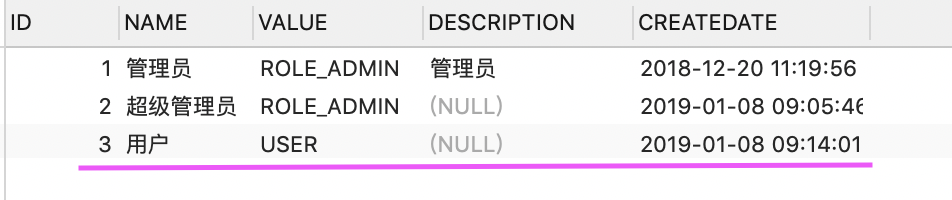 ID NAME VALUE DESCRIPTION CREATEDATE
1 管理员 ROLE_ADMIN 管理员 2018-12-20 11:19:56
2 超级管理员 ROLE_ADMIN (NULL) 2019-01-08 09:05:46
3 用户 USER (NULL) 2019-01-08 09:14:01